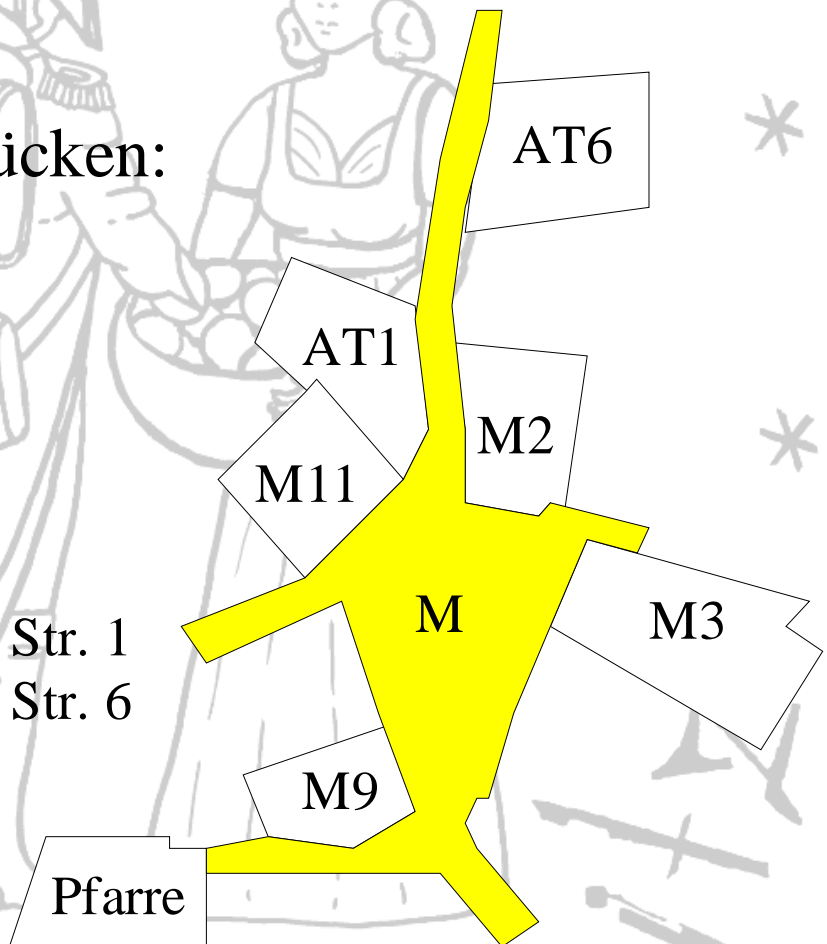 ücken:
AT6
AT1
M2
M11
M
M3
Str. 1
Str. 6
M9
Pfarre